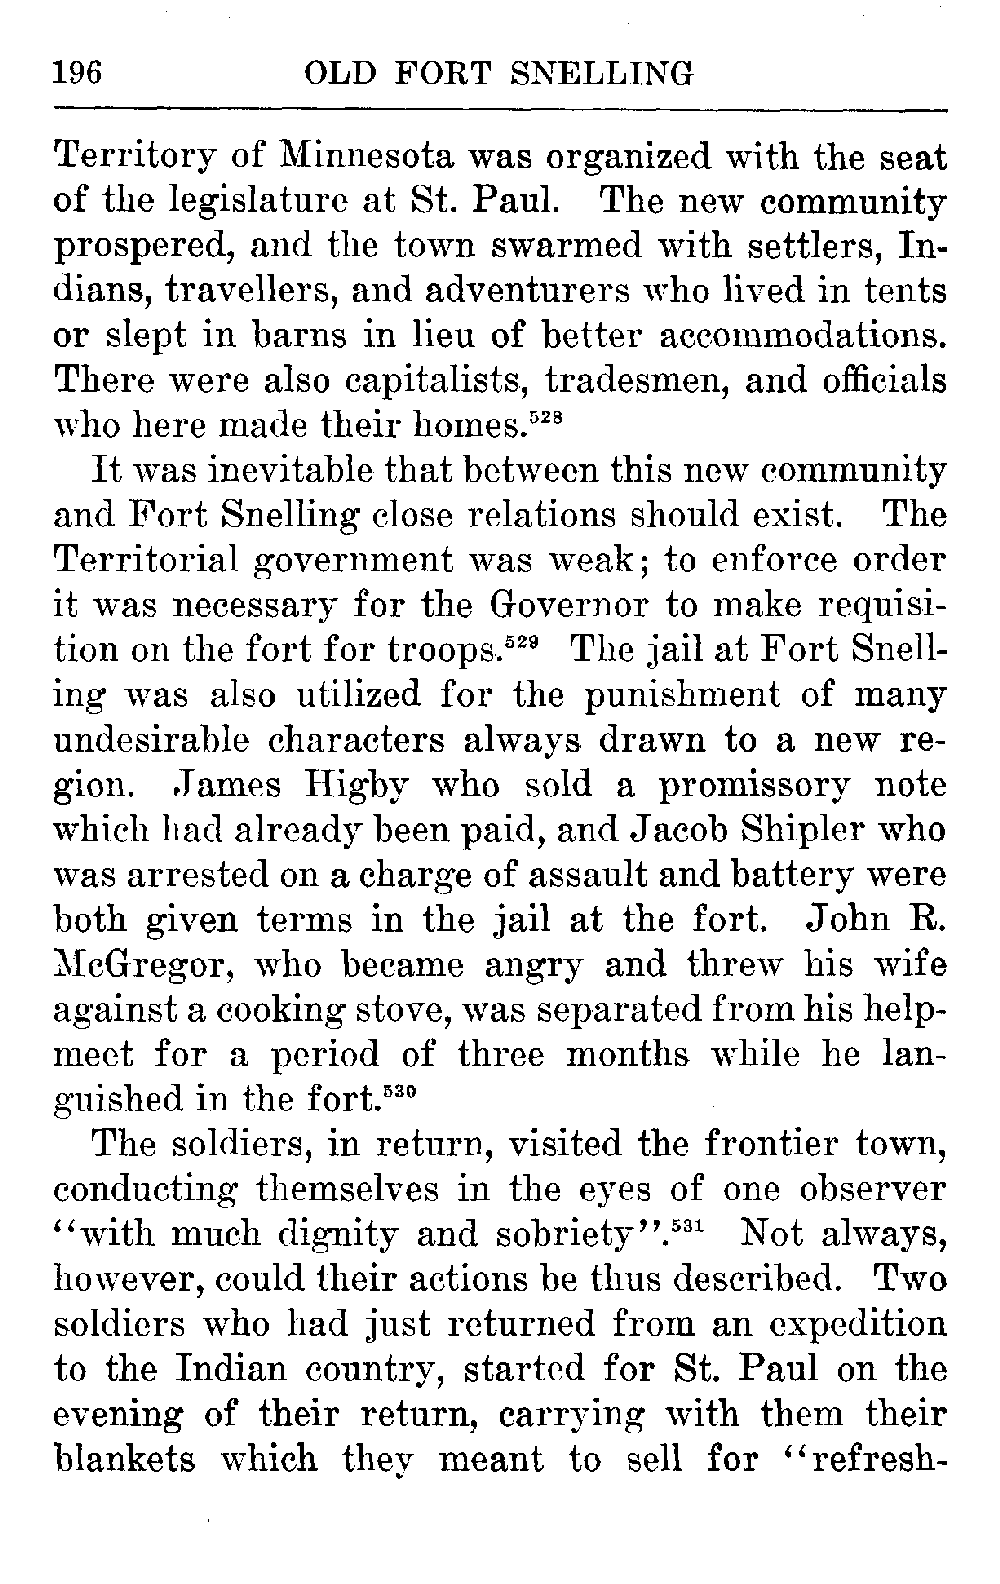 196 OLD FORT SNELLING
Territory of Minnesota was organized with the seat
of the legislature at St. Paul. The new community
prospered, and the town swarmed with settlers, In-
dians, travellers, and adventurers who lived in tents
or slept in barns in lieu of better accommodations.
There were also capitalists, tradesmen, and officials
who here made their homes.⁵²⁸
It was inevitable that between this new community
and Fort Snelling close relations should exist. The
Territorial government was weak; to enforce order
it was necessary for the Governor to make requisi-
tion on the fort for troops.⁵²⁹ The jail at Fort Snell-
ing was also utilized for the punishment of many
undesirable characters always drawn to a new re-
gion. James Higby who sold a promissory note
which had already been paid, and Jacob Shipler who
was arrested on a charge of assault and battery were
both given terms in the jail at the fort. John R.
McGregor, who became angry and threw his wife
against a cooking stove, was separated from his help-
meet for a period of three months while he lan-
guished in the fort.⁵³⁰
The soldiers, in return, visited the frontier town,
conducting themselves in the eyes of one observer
“with much dignity and sobriety”.⁵³¹ Not always,
however, could their actions be thus described. Two
soldiers who had just returned from an expedition
to the Indian country, started for St. Paul on the
evening of their return, carrying with them their
blankets which they meant to sell for “refresh-